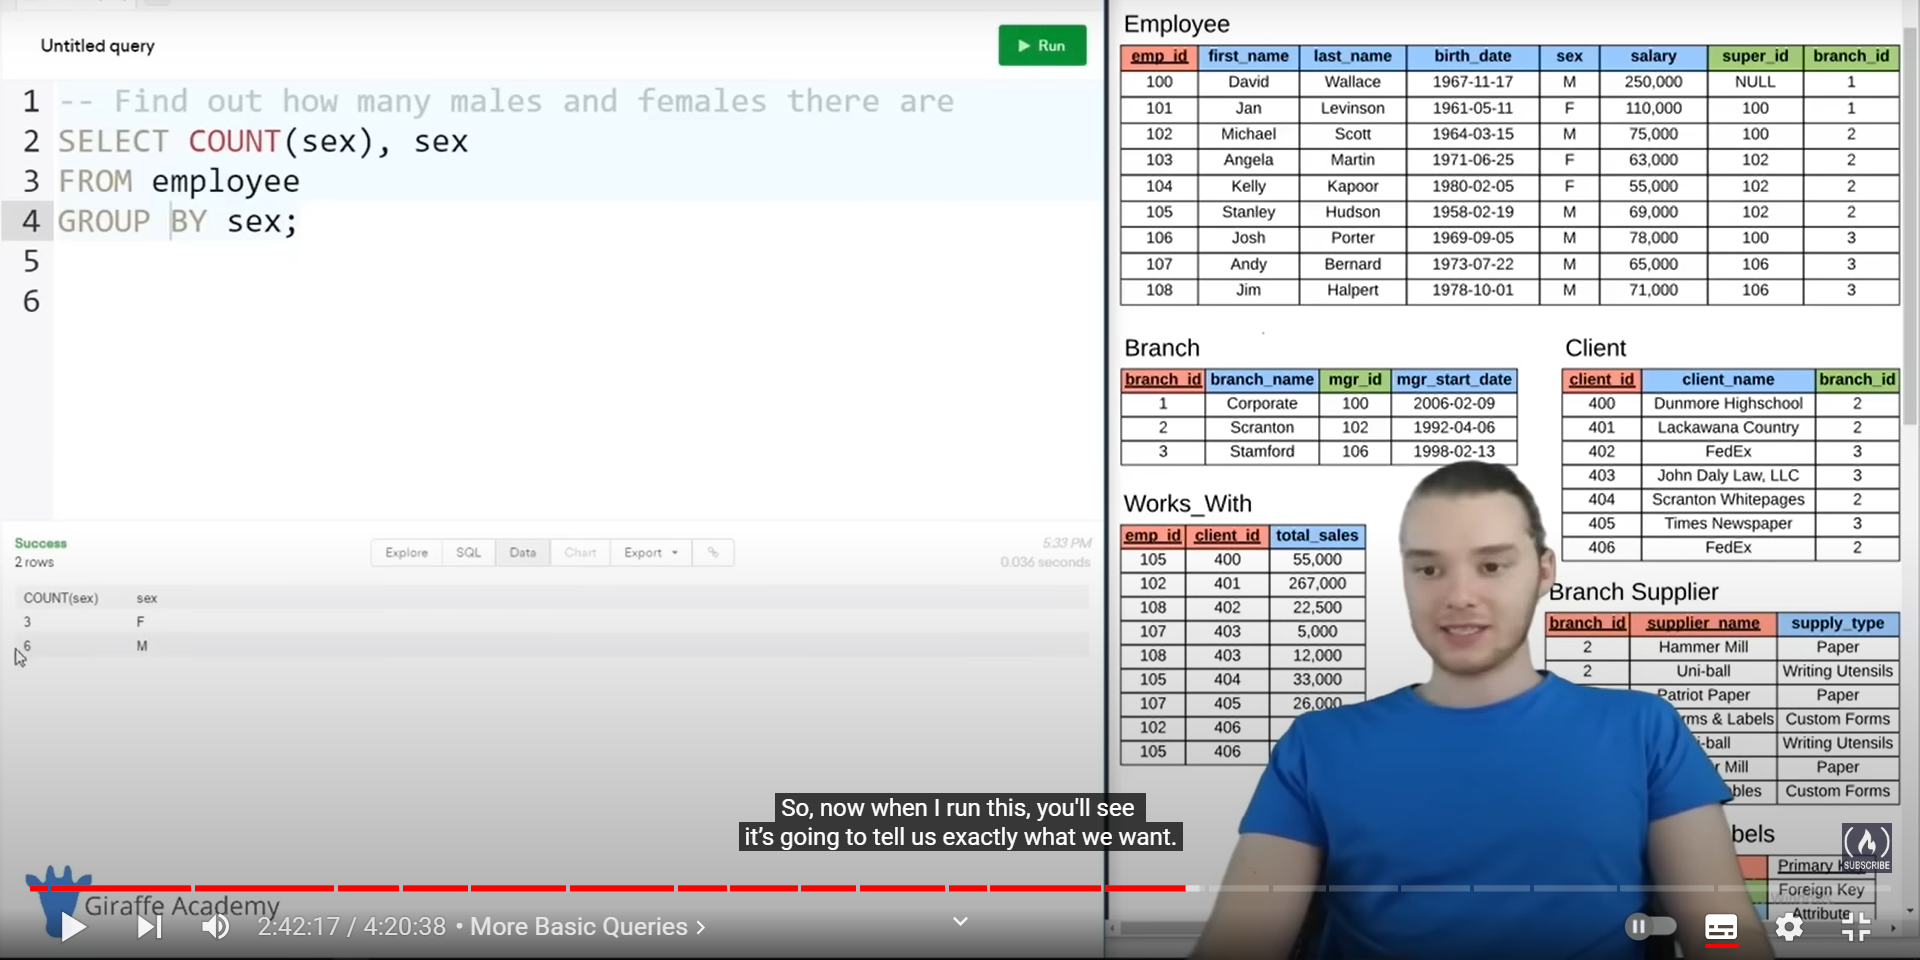 Untitled query
Run
1 -- Find out how many males and females there are
2 SELECT COUNT(sex), sex
3 FROM employee
4 GROUP BY sex;
5
6
Success
2 rows
Explore SQL Data Chart Export
5:33 PM
0.036 seconds
COUNT(sex) sex
3 F
6 M
Employee
emp_id first_name last_name birth_date sex salary super_id branch_id
100 David Wallace 1967-11-17 M 250,000 NULL 1
101 Jan Levinson 1961-05-11 F 110,000 100 1
102 Michael Scott 1964-03-15 M 75,000 100 2
103 Angela Martin 1971-06-25 F 63,000 102 2
104 Kelly Kapoor 1980-02-05 F 55,000 102 2
105 Stanley Hudson 1958-02-19 M 69,000 102 2
106 Josh Porter 1969-09-05 M 78,000 100 3
107 Andy Bernard 1973-07-22 M 65,000 106 3
108 Jim Halpert 1978-10-01 M 71,000 106 3
Branch
branch_id branch_name mgr_id mgr_start_date
1 Corporate 100 2006-02-09
2 Scranton 102 1992-04-06
3 Stamford 106 1998-02-13
Client
client_id client_name branch_id
400 Dunmore Highschool 2
401 Lackawana Country 2
402 FedEx 3
403 John Daly Law, LLC 3
404 Scranton Whitepages 2
405 Times Newspaper 3
406 FedEx 2
Works_With
emp_id client_id total_sales
105 400 55,000
102 401 267,000
108 402 22,500
107 403 5,000
108 403 12,000
105 404 33,000
107 405 26,000
102 406
105 406
Branch Supplier
branch_id supplier_name supply_type
2 Hammer Mill Paper
2 Uni-ball Writing Utensils
Patriot Paper Paper
rms & Labels Custom Forms
i-ball Writing Utensils
r Mill Paper
bles Custom Forms
bels
Primary K
Foreign Key
Attribute
SUBSCRIBE
So, now when I run this, you'll see
it's going to tell us exactly what we want.
Giraffe Academy
2:42:17 / 4:20:38 • More Basic Queries >